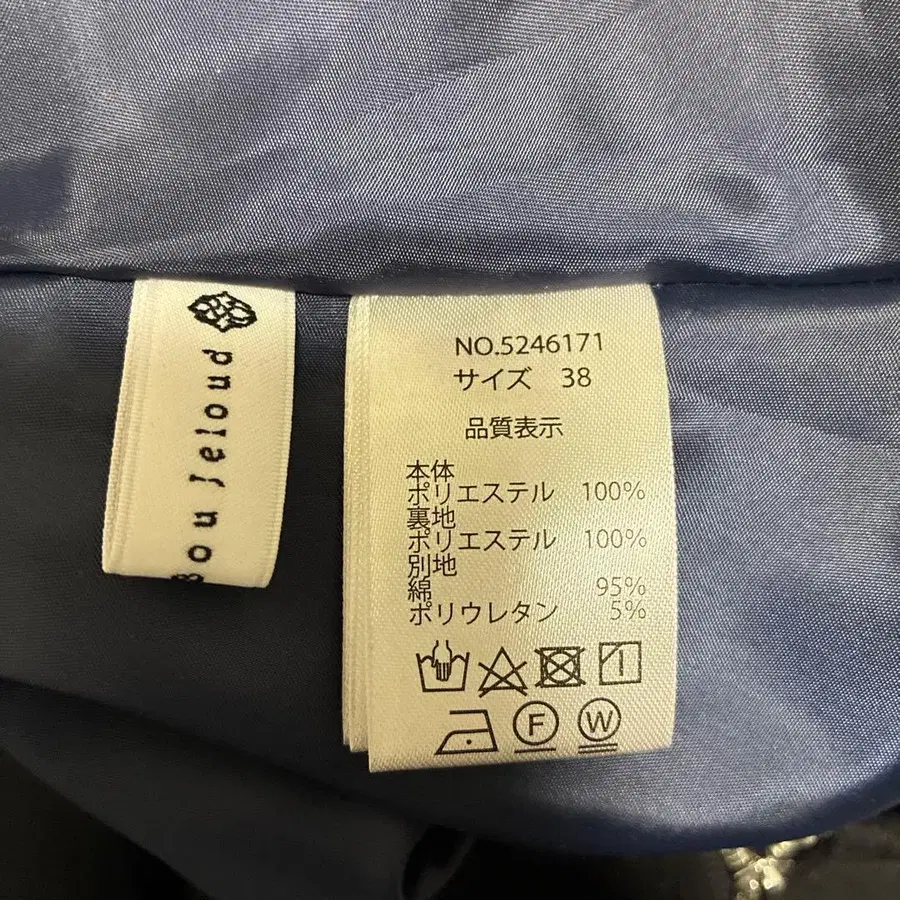 Bou Jeloud
NO.5246171
サイズ 38
品質表示
本体
ポリエステル 100%
裏地
ポリエステル 100%
別地
綿 95%
ポリウレタン 5%
F W